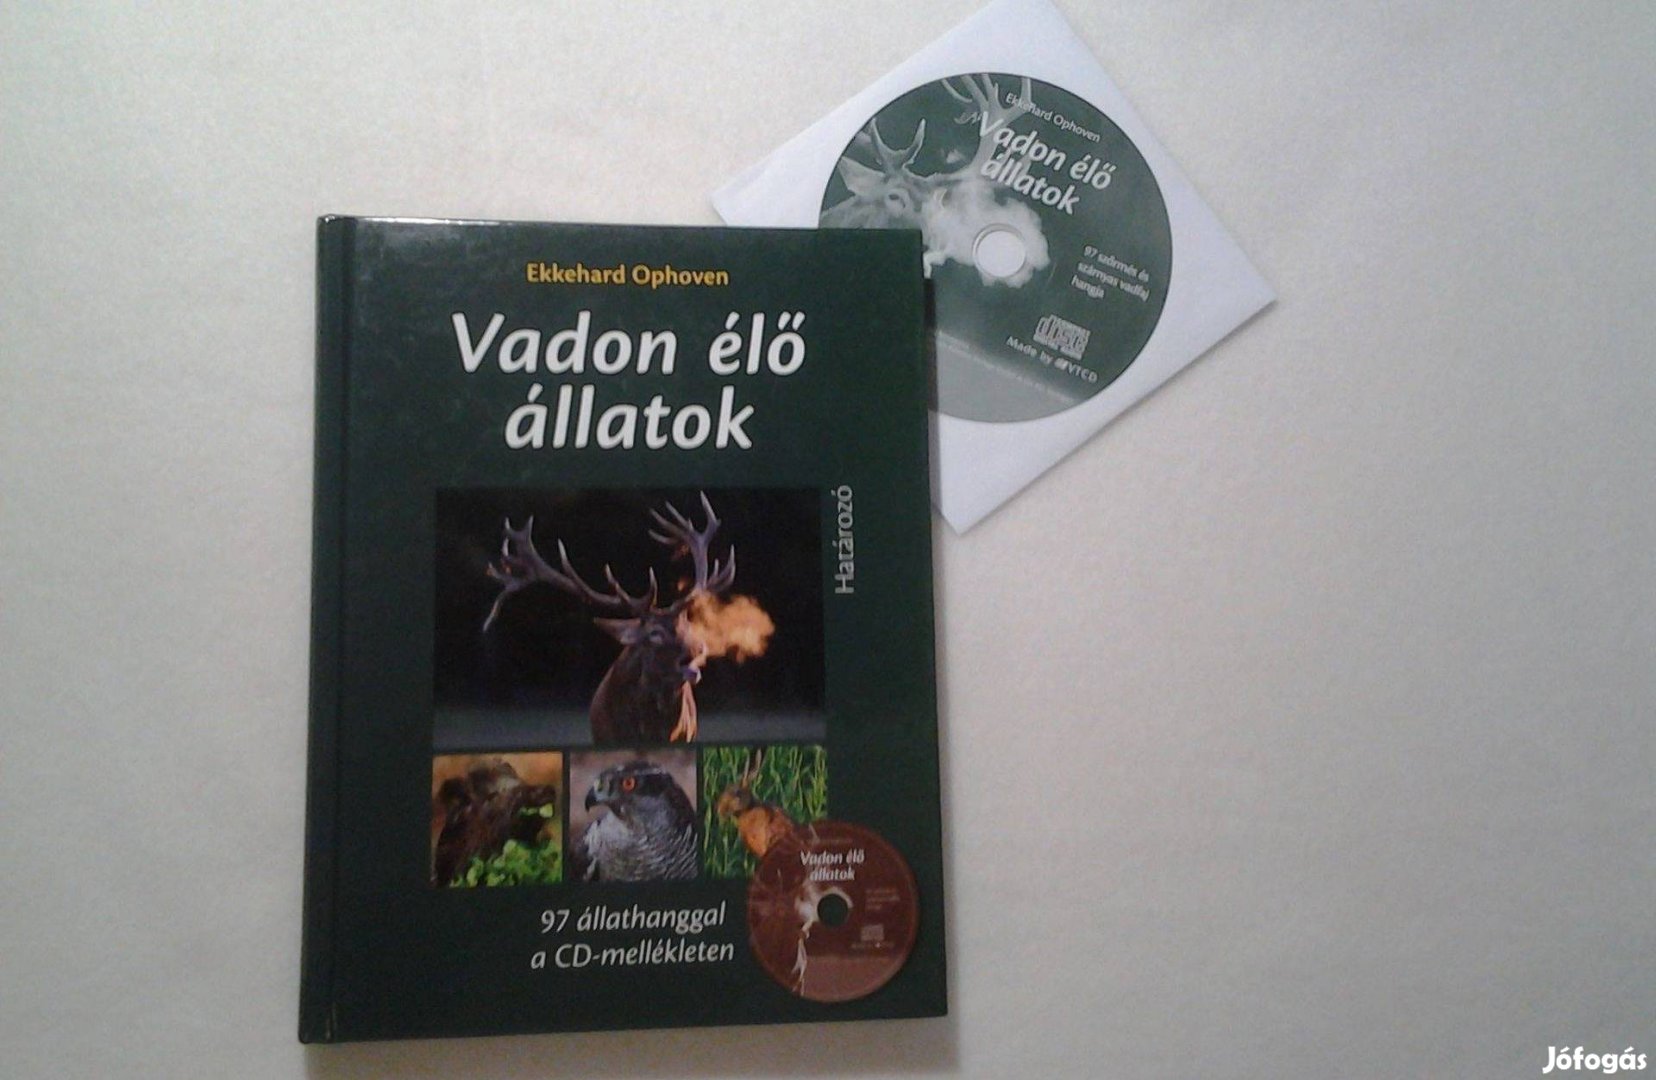 Ekkehard Ophoven
Vadon élő
állatok
Határozó
97 állathanggal
a CD-mellékleten
Vadon élő
állatok
Ekkehard Ophoven
Vadon élő
állatok
97 szőrmés és
szárnyas vadfaj
hangja
Made by VTCD
Jófogás